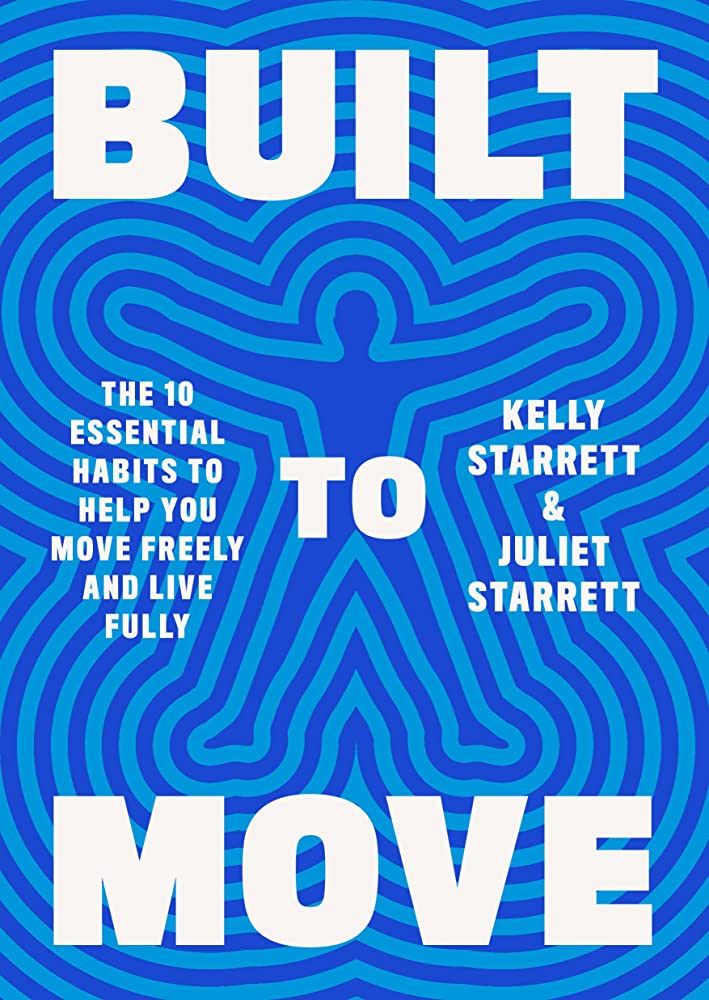 BUILT
THE 10
ESSENTIAL
HABITS TO
HELP YOU
MOVE FREELY
AND LIVE
FULLY
TO
KELLY
STARRETT
&
JULIET
STARRETT
MOVE